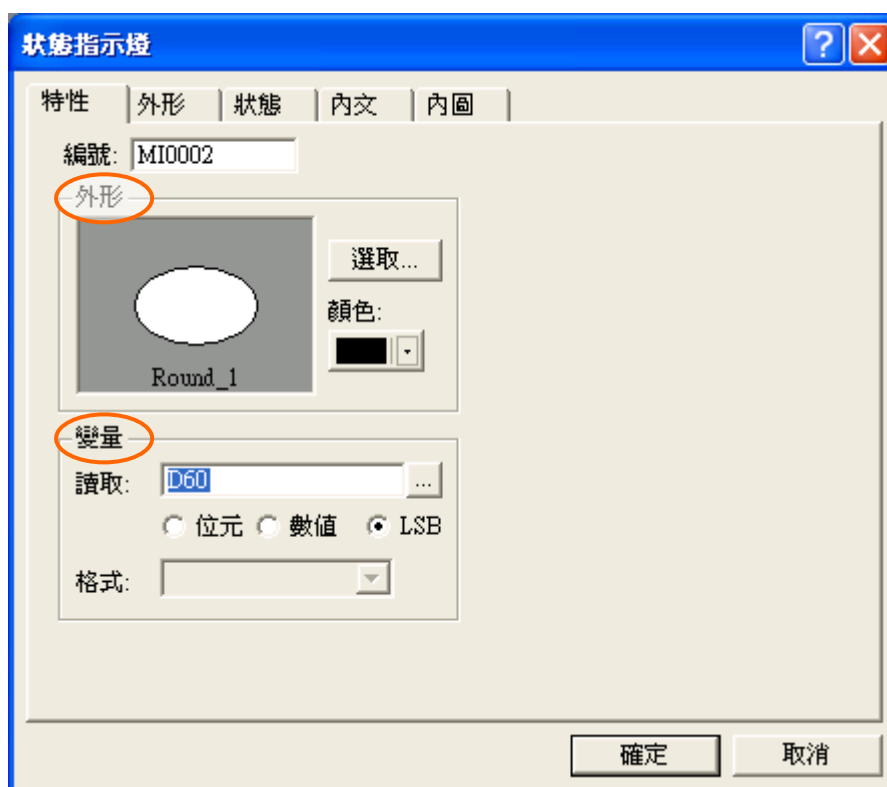 狀態指示燈
特性 外形 狀態 內文 內圖
編號: MI0002
外形
選取...
顏色:
Round_1
變量
讀取: D60 ...
位元 數值 LSB
格式:
確定 取消